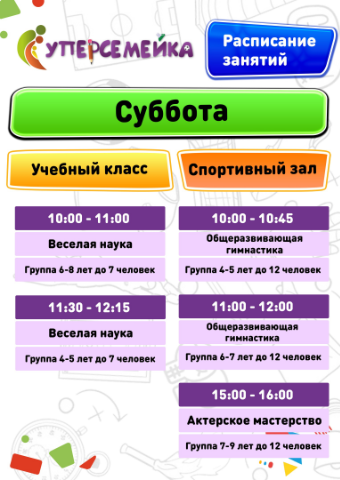 СУПЕРСЕМЕЙКА
Расписание
занятий
Суббота
Учебный класс
10:00 - 11:00
Веселая наука
Группа 6-8 лет до 7 человек
11:30 - 12:15
Веселая наука
Группа 4-5 лет до 7 человек
Спортивный зал
10:00 - 10:45
Общеразвивающая
гимнастика
Группа 4-5 лет до 12 человек
11:00 - 12:00
Общеразвивающая
гимнастика
Группа 6-7 лет до 12 человек
15:00 - 16:00
Актерское мастерство
Группа 7-9 лет до 12 человек